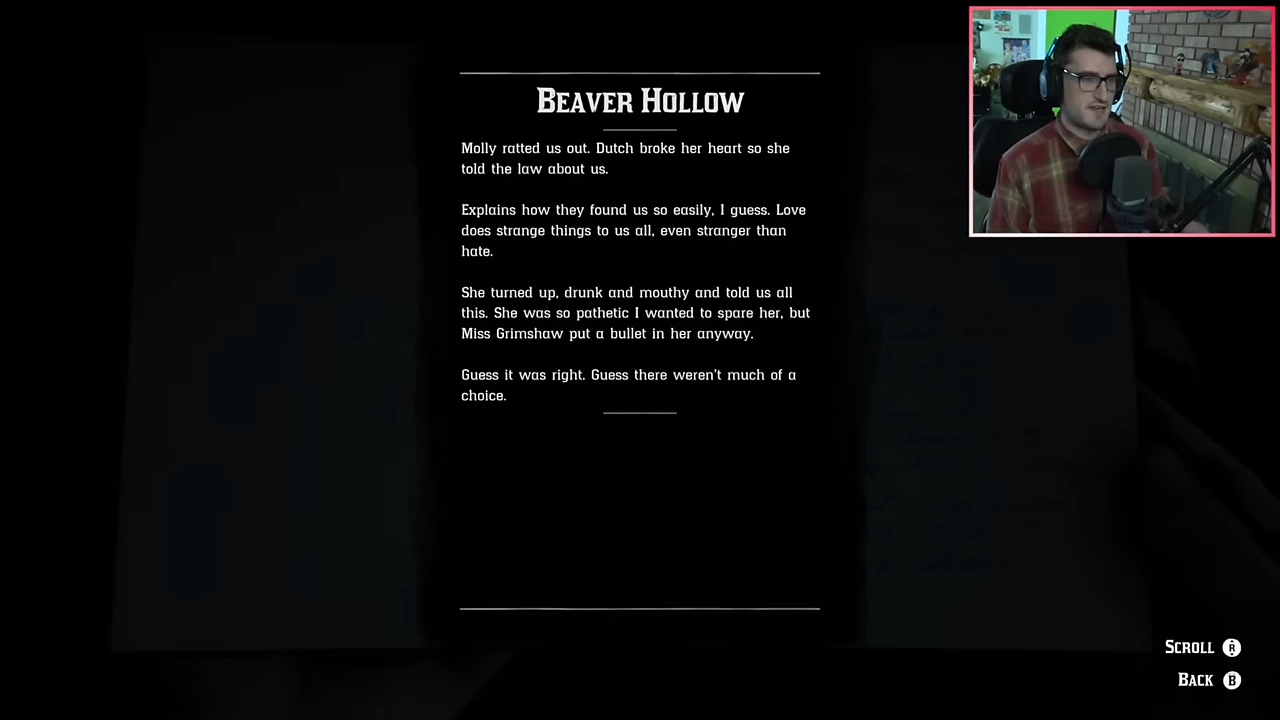 BEAVER HOLLOW
Molly ratted us out. Dutch broke her heart so she
told the law about us.
Explains how they found us so easily, I guess. Love
does strange things to us all, even stranger than
hate.
She turned up, drunk and mouthy and told us all
this. She was so pathetic I wanted to spare her, but
Miss Grimshaw put a bullet in her anyway.
Guess it was right. Guess there weren't much of a
choice.
SCROLL R
BACK B